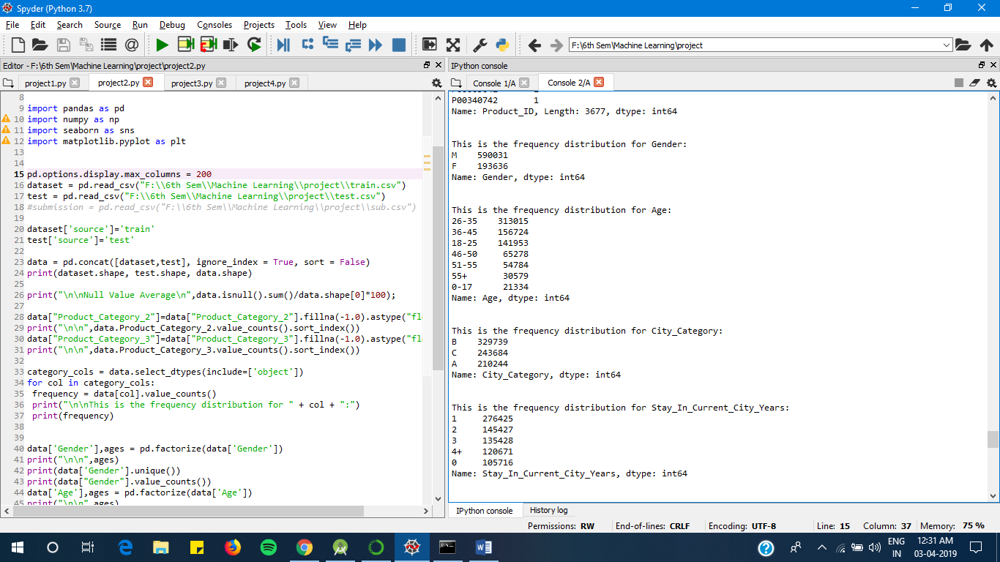 Spyder (Python 3.7)
File Edit Search Source Run Debug Consoles Projects Tools View Help
F:\6th Sem\Machine Learning\project
Editor - F:\6th Sem\Machine Learning\project\project2.py
project1.py project2.py project3.py project4.py
8
9 import pandas as pd
10 import numpy as np
11 import seaborn as sns
12 import matplotlib.pyplot as plt
13
14
15 pd.options.display.max_columns = 200
16 dataset = pd.read_csv("F:\\6th Sem\\Machine Learning\\project\\train.csv")
17 test = pd.read_csv("F:\\6th Sem\\Machine Learning\\project\\test.csv")
18 #submission = pd.read_csv("F:\\6th Sem\\Machine Learning\\project\\sub.csv")
19
20 dataset['source']='train'
21 test['source']='test'
22
23 data = pd.concat([dataset,test], ignore_index = True, sort = False)
24 print(dataset.shape, test.shape, data.shape)
25
26 print("\n\nNull Value Average\n",data.isnull().sum()/data.shape[0]*100);
27
28 data["Product_Category_2"]=data["Product_Category_2"].fillna(-1.0).astype("fl
29 print("\n\n",data.Product_Category_2.value_counts().sort_index())
30 data["Product_Category_3"]=data["Product_Category_3"].fillna(-1.0).astype("fl
31 print("\n\n",data.Product_Category_3.value_counts().sort_index())
32
33 category_cols = data.select_dtypes(include=['object'])
34 for col in category_cols:
35 frequency = data[col].value_counts()
36 print("\n\nThis is the frequency distribution for " + col + ":")
37 print(frequency)
38
39
40 data['Gender'],ages = pd.factorize(data['Gender'])
41 print("\n\n",ages)
42 print(data['Gender'].unique())
43 print(data["Gender"].value_counts())
44 data['Age'],ages = pd.factorize(data['Age'])
45 print("\n\n",ages)
IPython console
Console 1/A Console 2/A
P00340742 1
Name: Product_ID, Length: 3677, dtype: int64
This is the frequency distribution for Gender:
M 590031
F 193636
Name: Gender, dtype: int64
This is the frequency distribution for Age:
26-35 313015
36-45 156724
18-25 141953
46-50 65278
51-55 54784
55+ 30579
0-17 21334
Name: Age, dtype: int64
This is the frequency distribution for City_Category:
B 329739
C 243684
A 210244
Name: City_Category, dtype: int64
This is the frequency distribution for Stay_In_Current_City_Years:
1 276425
2 145427
3 135428
4+ 120671
0 105716
Name: Stay_In_Current_City_Years, dtype: int64
IPython console History log
Permissions: RW End-of-lines: CRLF Encoding: UTF-8 Line: 15 Column: 37 Memory: 75 %
ENG
IN
12:31 AM
03-04-2019